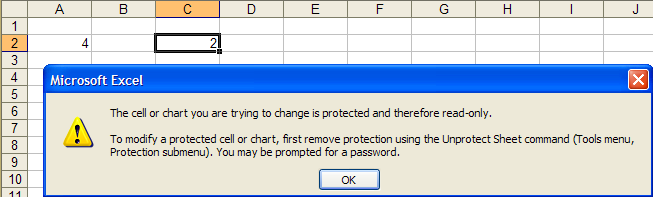 A B C D E F G H I J
1
2 4 2
3
4
Microsoft Excel
5
The cell or chart you are trying to change is protected and therefore read-only.
6
7
To modify a protected cell or chart, first remove protection using the Unprotect Sheet command (Tools menu,
8
Protection submenu). You may be prompted for a password.
9
10 OK
11